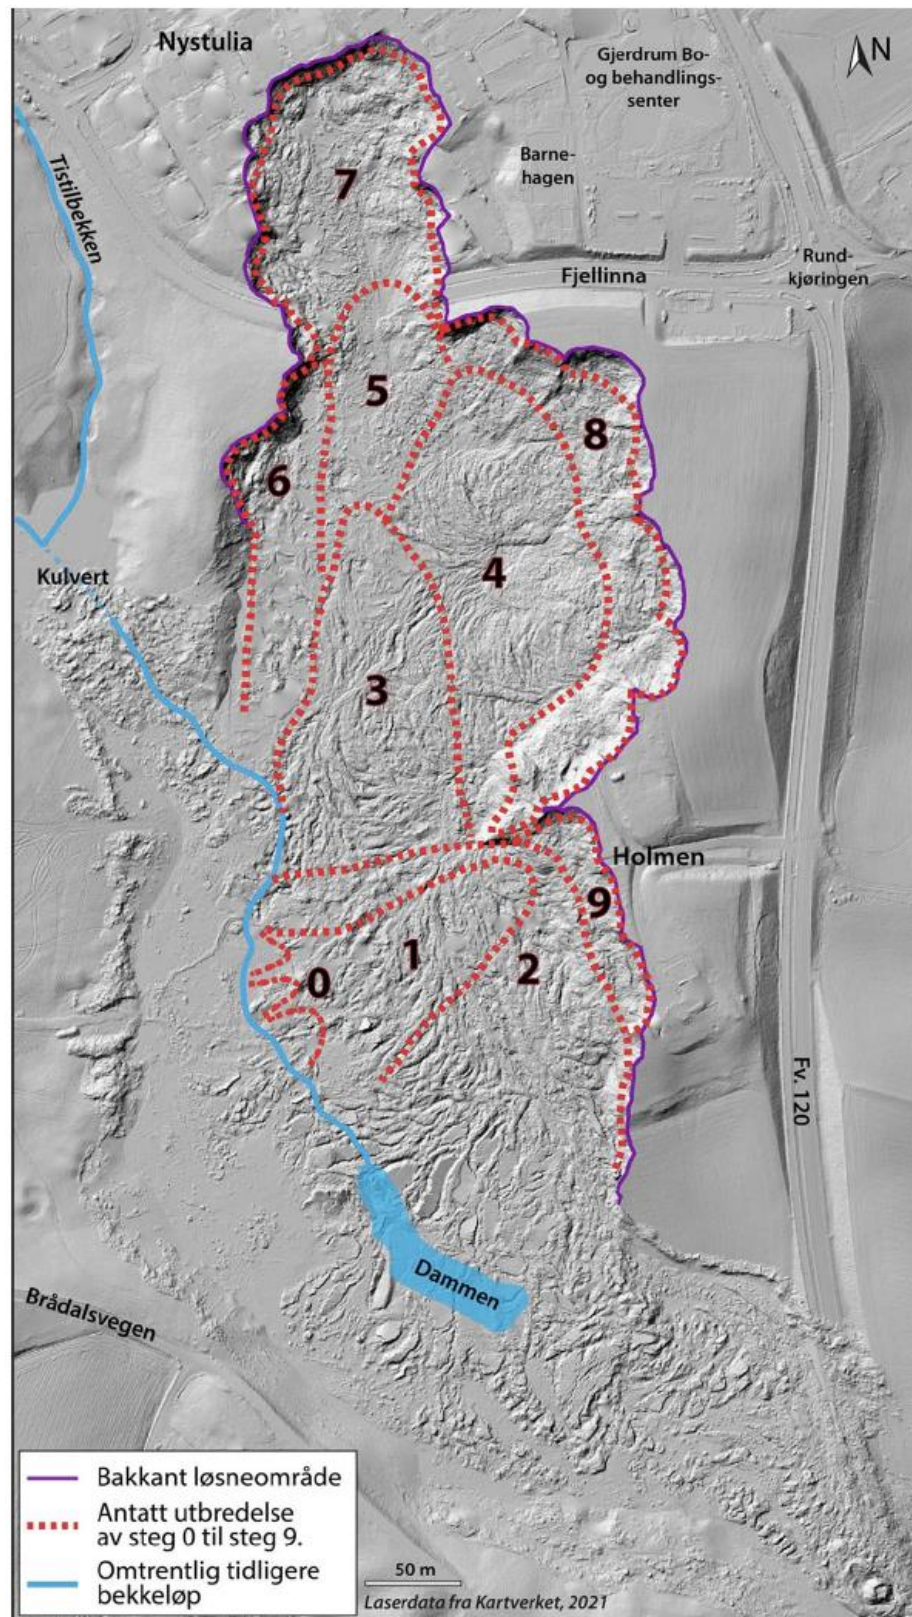 Nystulia
Gjerdrum Bo-
og behandlings-
senter
N
Tistilbekken
Barne-
hagen
7
Rund-
kjøringen
Fjellinna
5
8
6
4
Kulvert
3
Holmen
9
1
2
0
Fv. 120
Dammen
Brådalsvegen
Bakkant løsneområde
Antatt utbredelse
av steg 0 til steg 9.
Omtrentlig tidligere
bekkeløp
50 m
Laserdata fra Kartverket, 2021